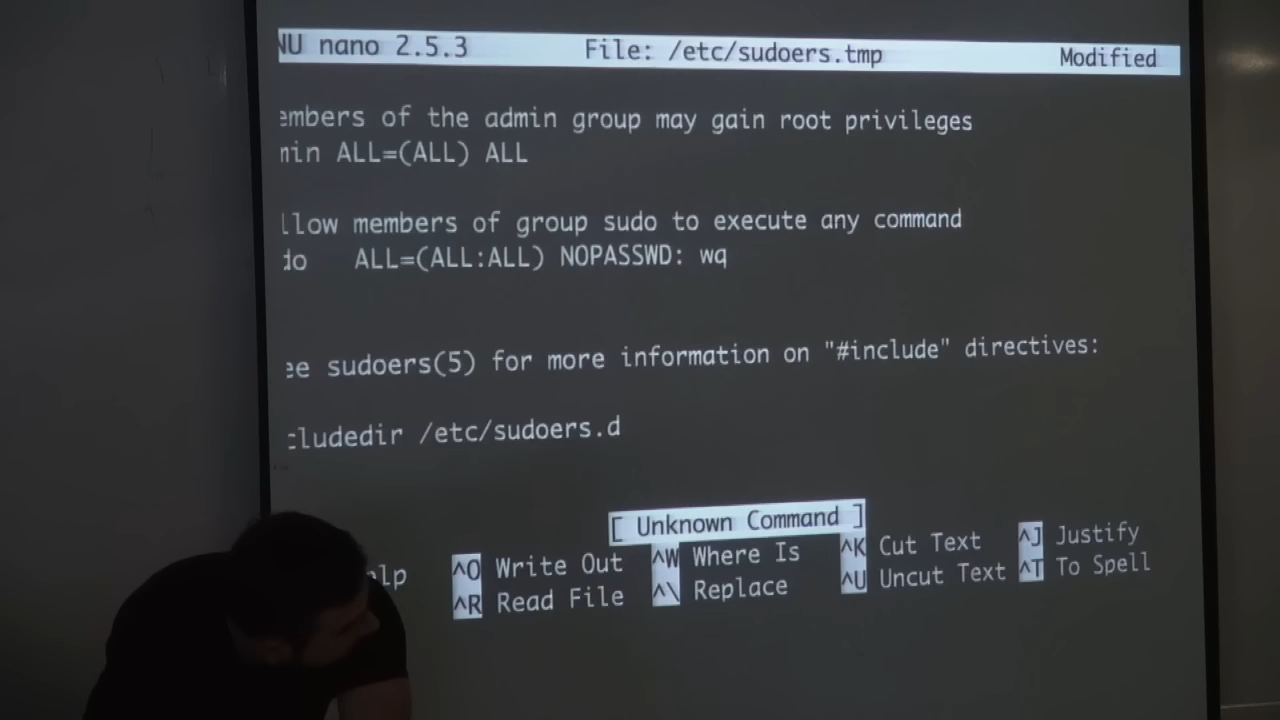 NU nano 2.5.3 File: /etc/sudoers.tmp Modified
embers of the admin group may gain root privileges
min ALL=(ALL) ALL
llow members of group sudo to execute any command
do ALL=(ALL:ALL) NOPASSWD: wq
ee sudoers(5) for more information on "#include" directives:
cludedir /etc/sudoers.d
[ Unknown Command ]
elp ^O Write Out ^W Where Is ^K Cut Text ^J Justify
^R Read File ^\ Replace ^U Uncut Text ^T To Spell